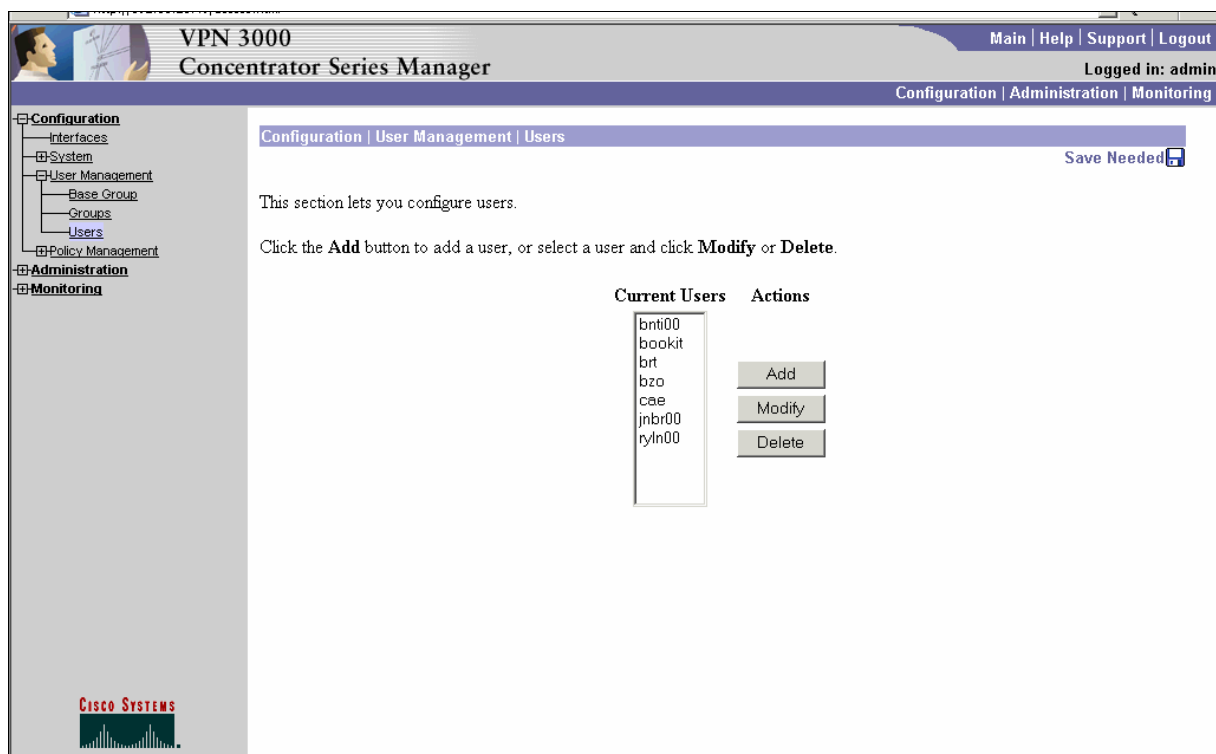 VPN 3000
Concentrator Series Manager
Main | Help | Support | Logout
Logged in: admin
Configuration | Administration | Monitoring
Configuration
Interfaces
System
User Management
Base Group
Groups
Users
Policy Management
Administration
Monitoring
Configuration | User Management | Users
Save Needed
This section lets you configure users.
Click the Add button to add a user, or select a user and click Modify or Delete.
Current Users Actions
bnti00
bookit
brt
bzo
cae
jnbr00
ryln00
Add
Modify
Delete
CISCO SYSTEMS